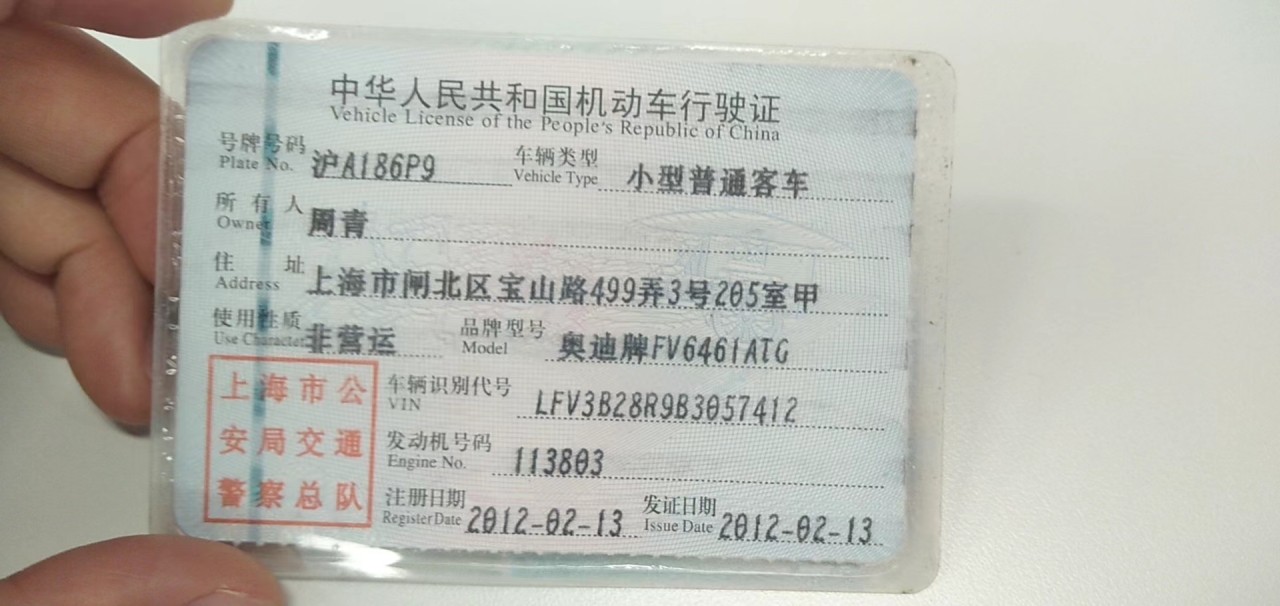 中华人民共和国机动车行驶证
Vehicle License of the People's Republic of China
号牌号码 沪A186P9 车辆类型 小型普通客车
Plate No. Vehicle Type
所有人 周青
Owner
住址 上海市闸北区宝山路499弄3号205室甲
Address
使用性质 非营运 品牌型号 奥迪牌FV6461ATG
Use Character Model
上海市公安局交通警察总队
车辆识别代号 LFV3B28R9B3057412
VIN
发动机号码 113803
Engine No.
注册日期 2012-02-13 发证日期 2012-02-13
Register Date Issue Date